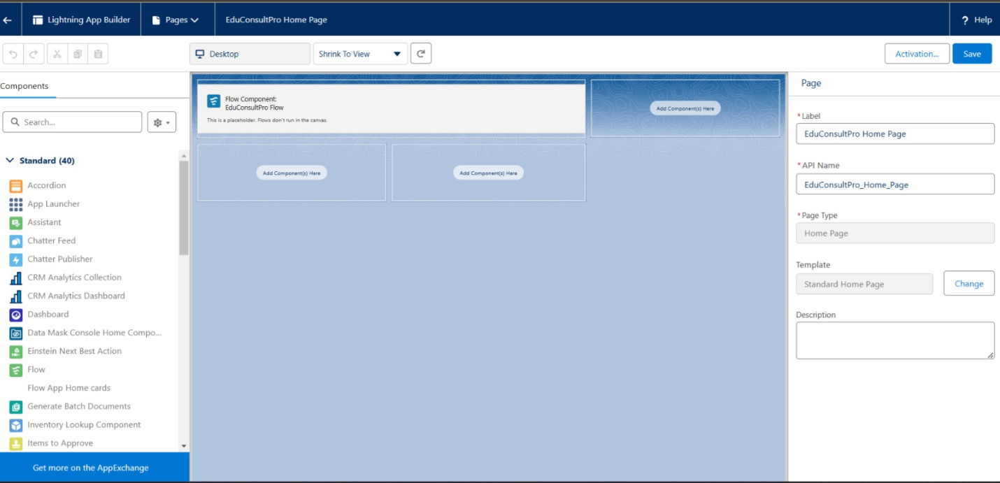 Lightning App Builder
Pages
EduConsultPro Home Page
? Help
Desktop
Shrink To View
Activation...
Save
Components
Search...
Standard (40)
Accordion
App Launcher
Assistant
Chatter Feed
Chatter Publisher
CRM Analytics Collection
CRM Analytics Dashboard
Dashboard
Data Mask Console Home Compo...
Einstein Next Best Action
Flow
Flow App Home cards
Generate Batch Documents
Inventory Lookup Component
Items to Approve
Get more on the AppExchange
Flow Component:
EduConsultPro Flow
This is a placeholder. Flows don't run in the canvas.
Add Component(s) Here
Add Component(s) Here
Add Component(s) Here
Page
*Label
EduConsultPro Home Page
*API Name
EduConsultPro_Home_Page
*Page Type
Home Page
Template
Standard Home Page
Change
Description